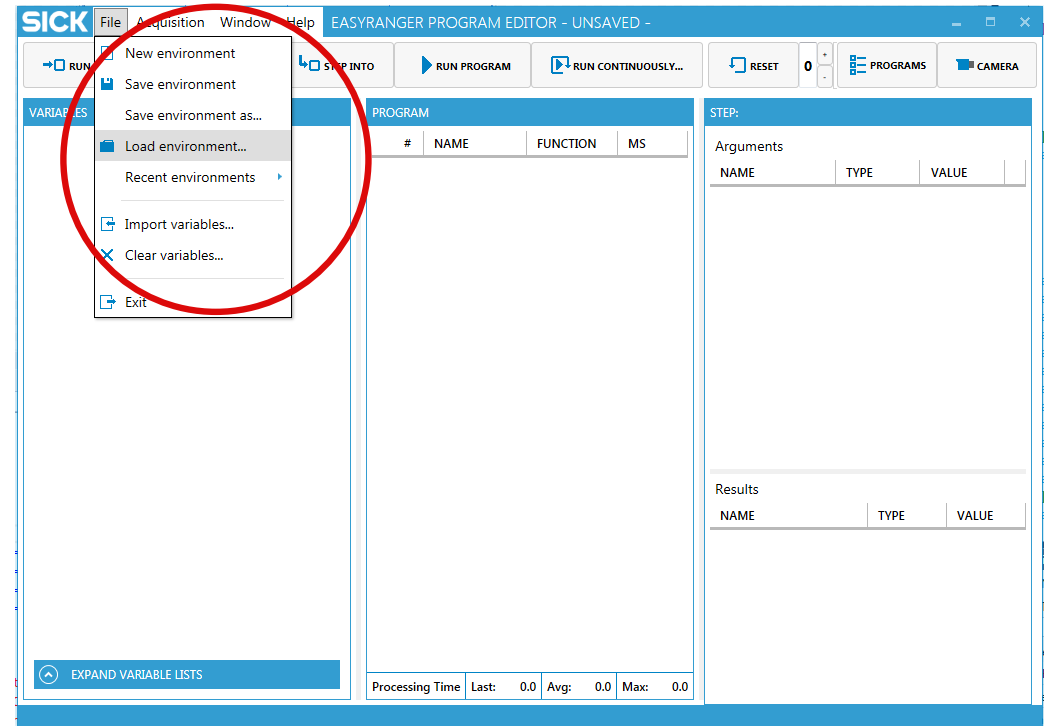 SICK File Acquisition Window Help EASYRANGER PROGRAM EDITOR - UNSAVED -
RUN STEP INTO RUN PROGRAM RUN CONTINUOUSLY... RESET 0 + - PROGRAMS CAMERA
New environment
Save environment
Save environment as...
Load environment...
Recent environments
Import variables...
Clear variables...
Exit
VARIABLES
EXPAND VARIABLE LISTS
PROGRAM
# NAME FUNCTION MS
Processing Time Last: 0.0 Avg: 0.0 Max: 0.0
STEP:
Arguments
NAME TYPE VALUE
Results
NAME TYPE VALUE